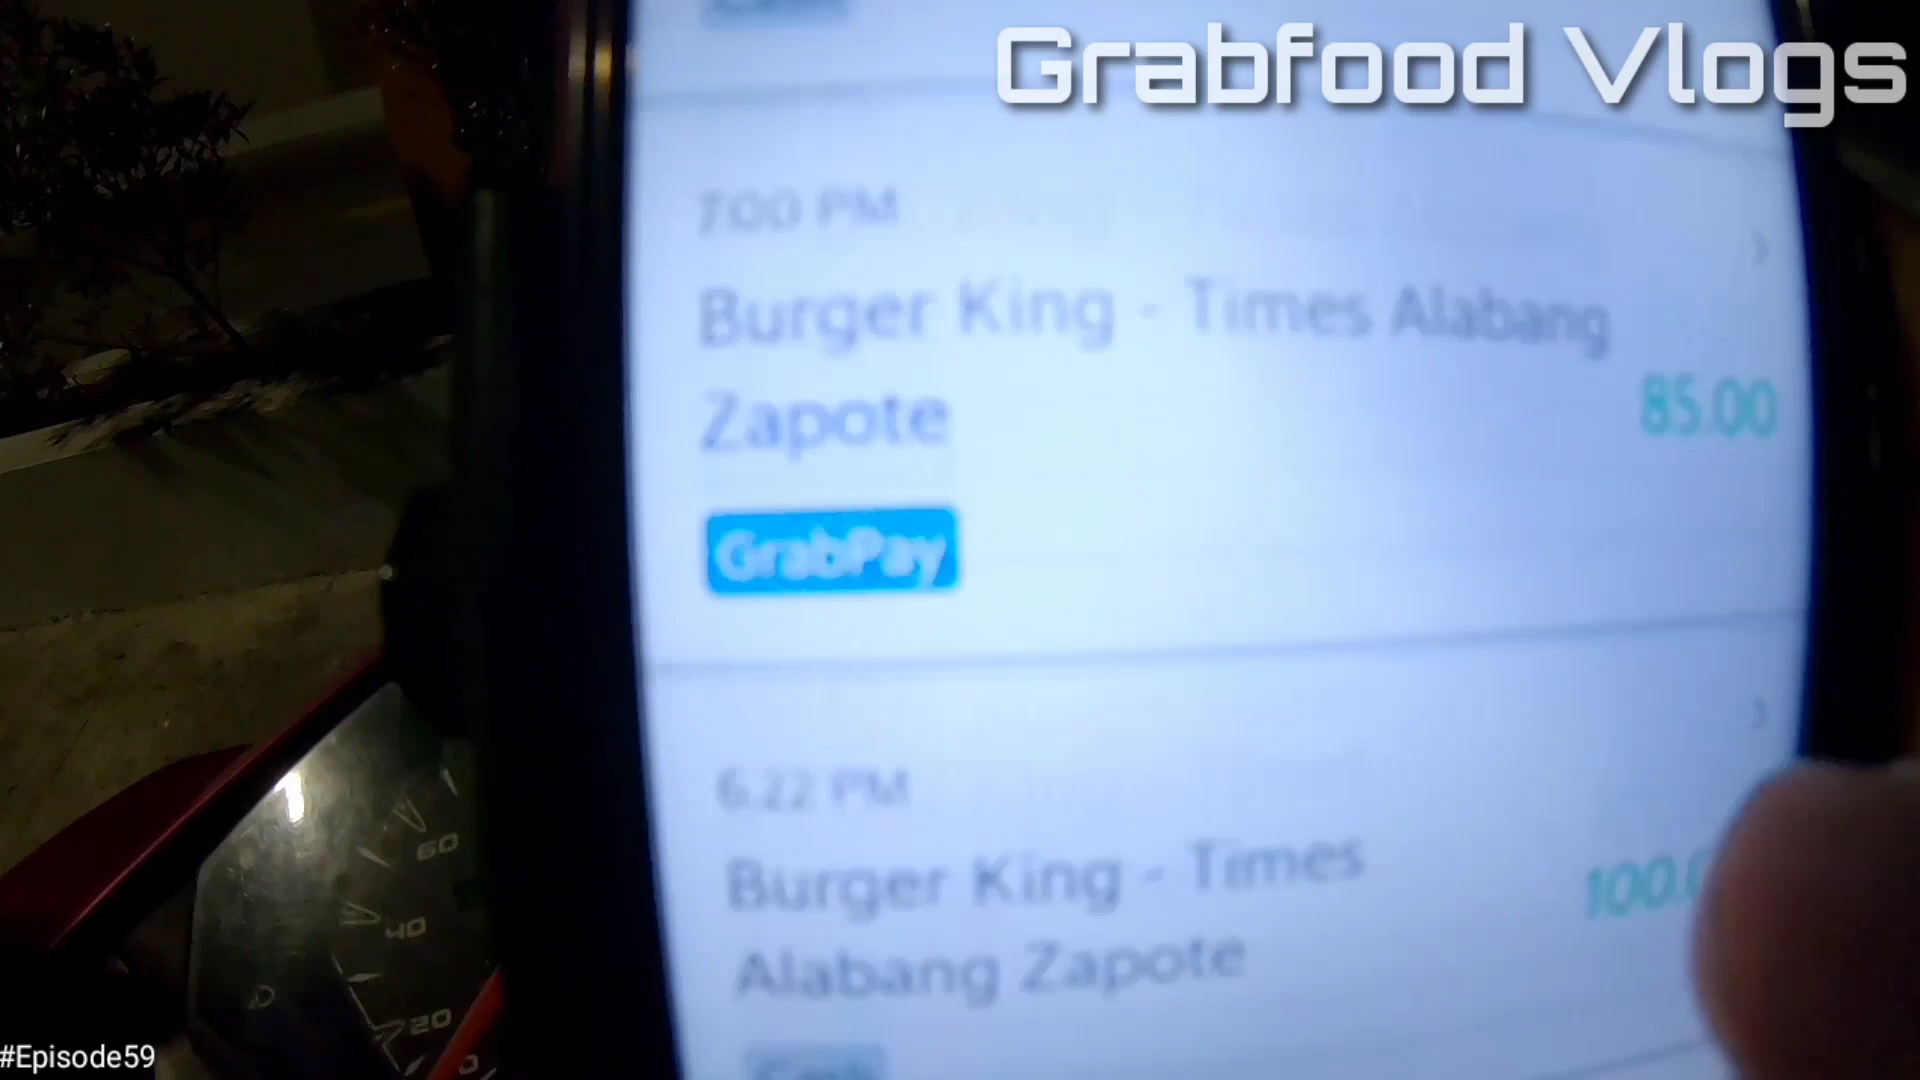 Grabfood Vlogs
7:00 PM
Burger King - Times Alabang
Zapote
85.00
GrabPay
6:22 PM
Burger King - Times
Alabang Zapote
60
40
20
0
#Episode59